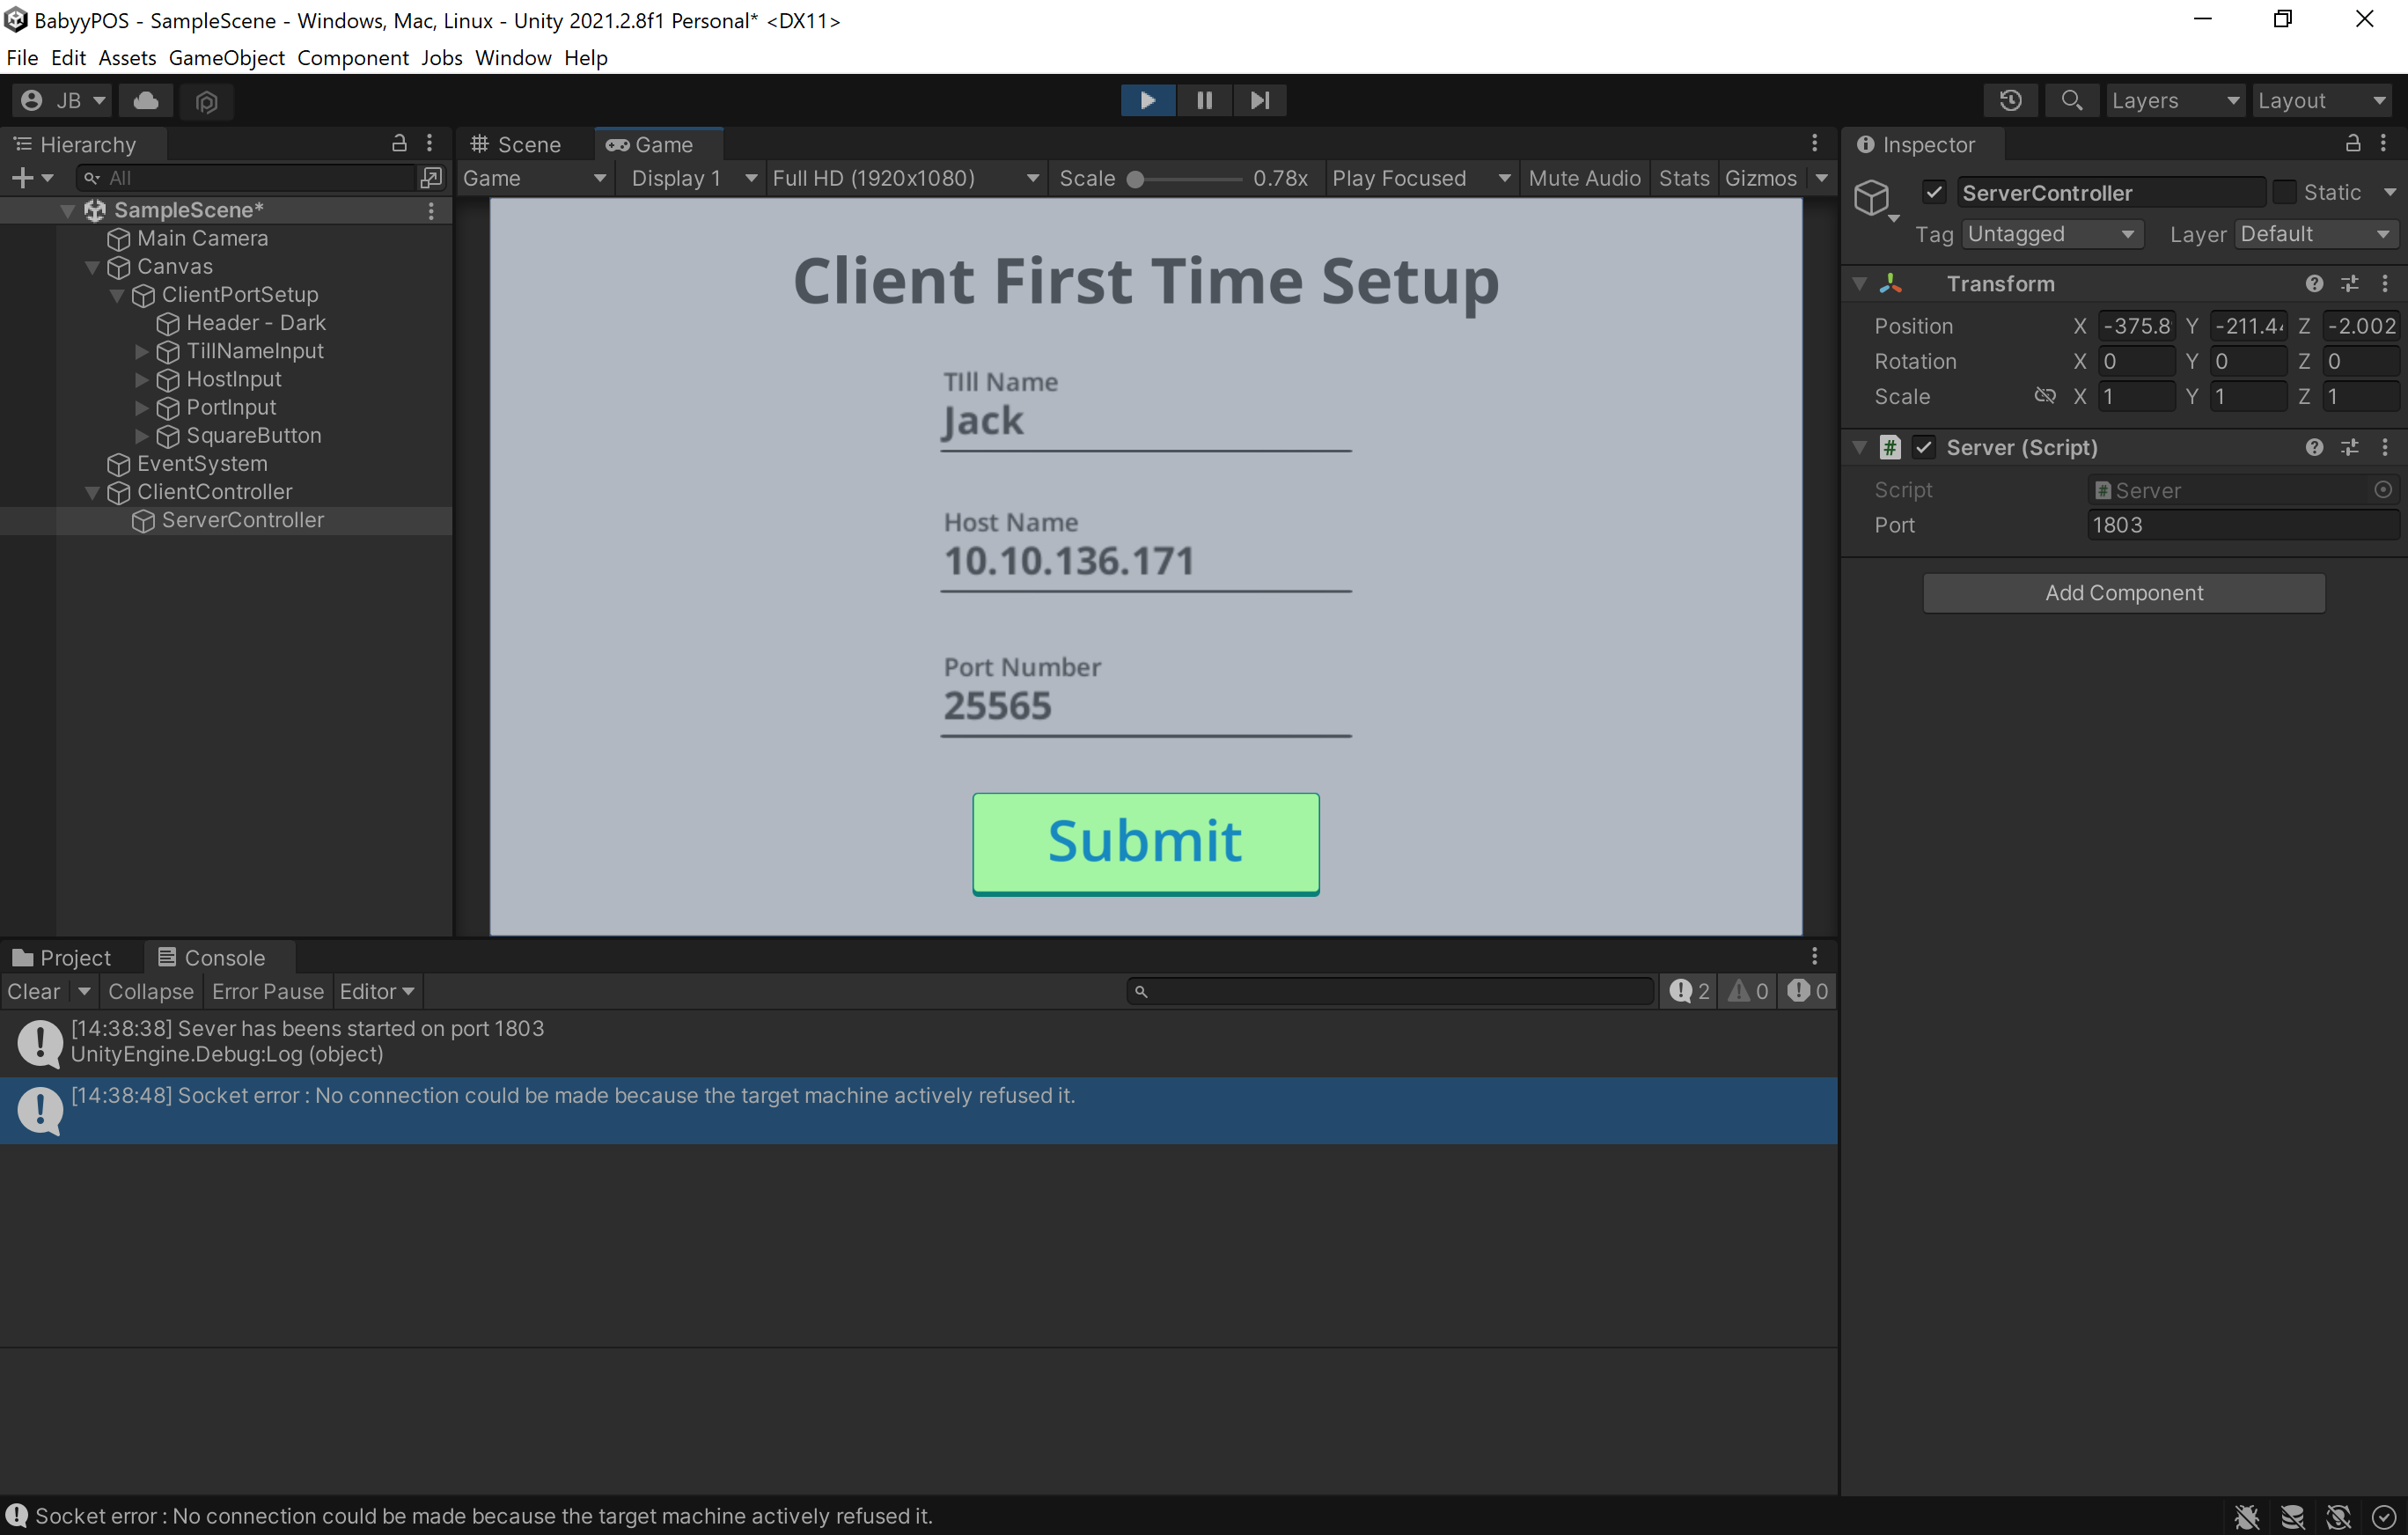 BabyyPOS - SampleScene - Windows, Mac, Linux - Unity 2021.2.8f1 Personal* <DX11>
File Edit Assets GameObject Component Jobs Window Help
JB
Layers Layout
Hierarchy
All
SampleScene*
Main Camera
Canvas
ClientPortSetup
Header - Dark
TillNameInput
HostInput
PortInput
SquareButton
EventSystem
ClientController
ServerController
Scene Game
Game Display 1 Full HD (1920x1080) Scale 0.78x Play Focused Mute Audio Stats Gizmos
Client First Time Setup
TIll Name
Jack
Host Name
10.10.136.171
Port Number
25565
Submit
Inspector
ServerController Static
Tag Untagged Layer Default
Transform
Position X -375.8 Y -211.44 Z -2.002
Rotation X 0 Y 0 Z 0
Scale X 1 Y 1 Z 1
# Server (Script)
Script # Server
Port 1803
Add Component
Project Console
Clear Collapse Error Pause Editor 2 0 0
[14:38:38] Sever has beens started on port 1803
UnityEngine.Debug:Log (object)
[14:38:48] Socket error : No connection could be made because the target machine actively refused it.
Socket error : No connection could be made because the target machine actively refused it.